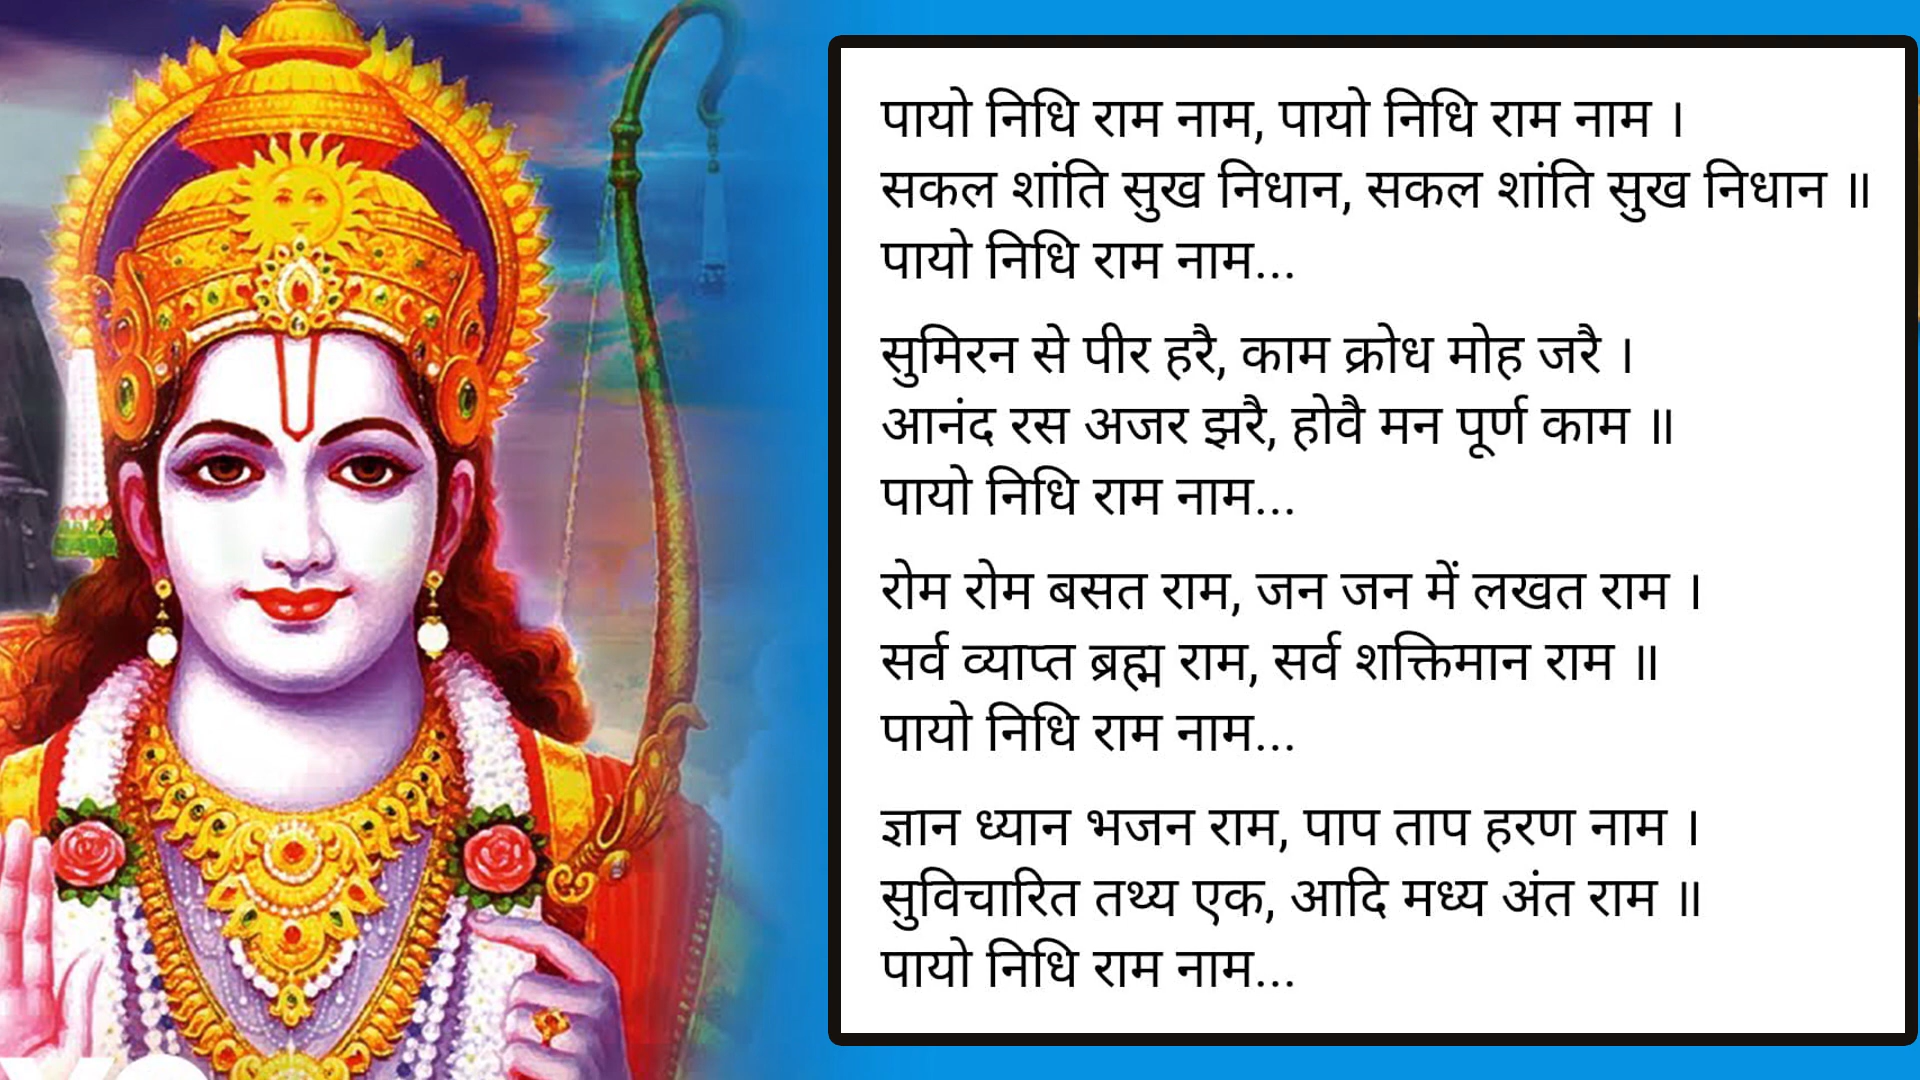 पायो निधि राम नाम, पायो निधि राम नाम ।
सकल शांति सुख निधान, सकल शांति सुख निधान ॥
पायो निधि राम नाम...
सुमिरन से पीर हरै, काम क्रोध मोह जरै ।
आनंद रस अजर झरै, होवै मन पूर्ण काम ॥
पायो निधि राम नाम...
रोम रोम बसत राम, जन जन में लखत राम ।
सर्व व्याप्त ब्रह्म राम, सर्व शक्तिमान राम ॥
पायो निधि राम नाम...
ज्ञान ध्यान भजन राम, पाप ताप हरण नाम ।
सुविचारित तथ्य एक, आदि मध्य अंत राम ॥
पायो निधि राम नाम...